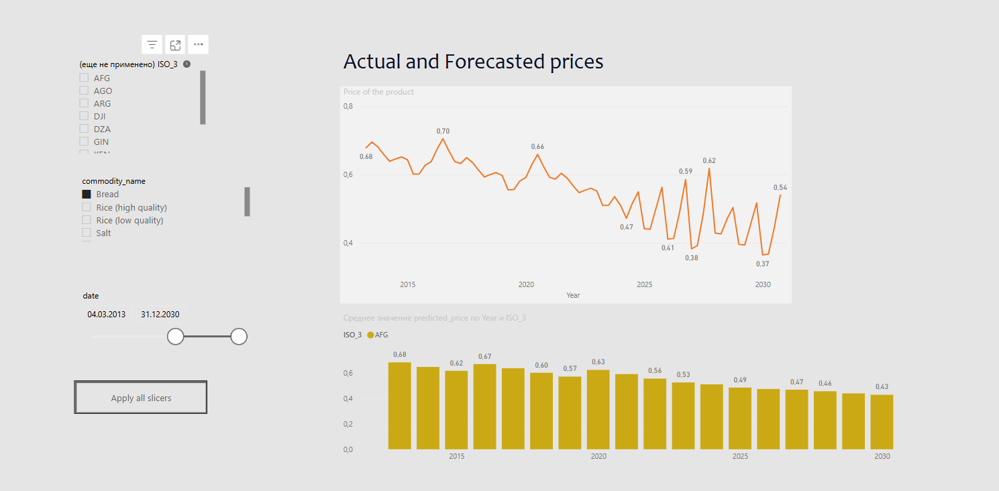 (еще не применено) ISO_3
AFG
AGO
ARG
DJI
DZA
GIN
commodity_name
Bread
Rice (high quality)
Rice (low quality)
Salt
date
04.03.2013 31.12.2030
Apply all slicers
Actual and Forecasted prices
Price of the product
0,8
0,6
0,4
0,68
0,70
0,66
0,47
0,41
0,59
0,38
0,62
0,37
0,54
2015 2020 2025 2030
Year
Среднее значение predicted_price по Year и ISO_3
ISO_3 AFG
0,6
0,4
0,2
0,0
0,68 0,62 0,67 0,60 0,57 0,63 0,56 0,53 0,49 0,47 0,46 0,43
2015 2020 2025 2030